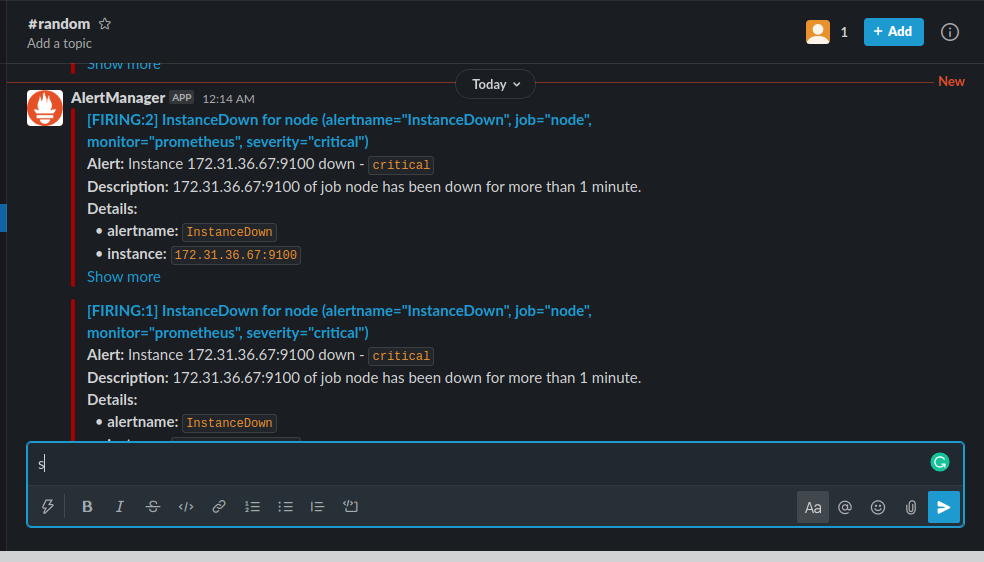 #random
Add a topic
1
+ Add
Show more
Today
New
AlertManager APP 12:14 AM
[FIRING:2] InstanceDown for node (alertname="InstanceDown", job="node",
monitor="prometheus", severity="critical")
Alert: Instance 172.31.36.67:9100 down - critical
Description: 172.31.36.67:9100 of job node has been down for more than 1 minute.
Details:
• alertname: InstanceDown
• instance: 172.31.36.67:9100
Show more
[FIRING:1] InstanceDown for node (alertname="InstanceDown", job="node",
monitor="prometheus", severity="critical")
Alert: Instance 172.31.36.67:9100 down - critical
Description: 172.31.36.67:9100 of job node has been down for more than 1 minute.
Details:
• alertname: InstanceDown
s
B I S </> Aa @